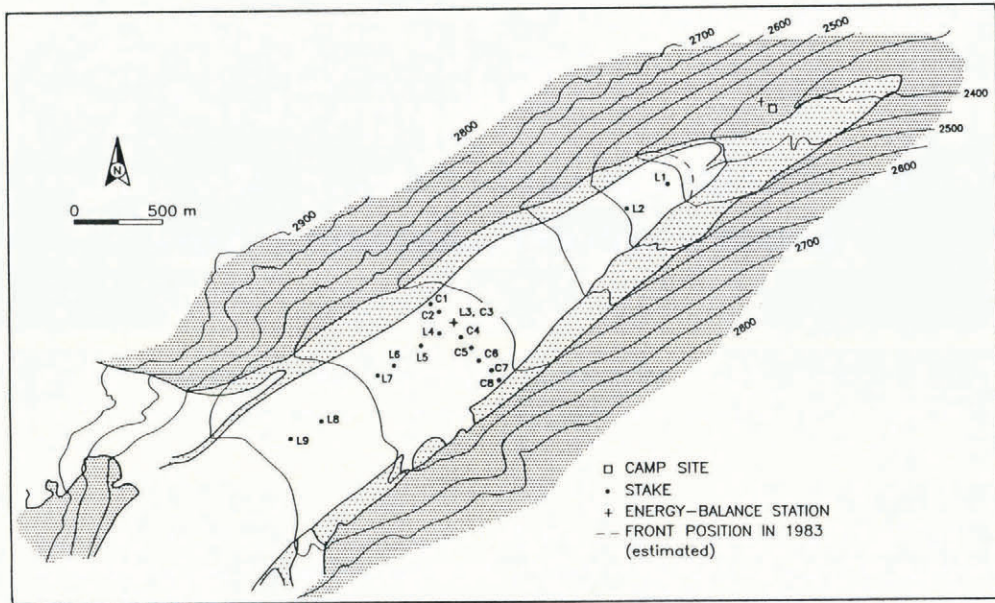 2700
2600
2500
2400
2500
2600
2700
2800
2800
2900
N
0 500 m
L1
L2
C1
C2
L3, C3
L4
C4
L5
C5
C6
L6
C7
L7
C8
L8
L9
CAMP SITE
STAKE
ENERGY-BALANCE STATION
FRONT POSITION IN 1983
(estimated)